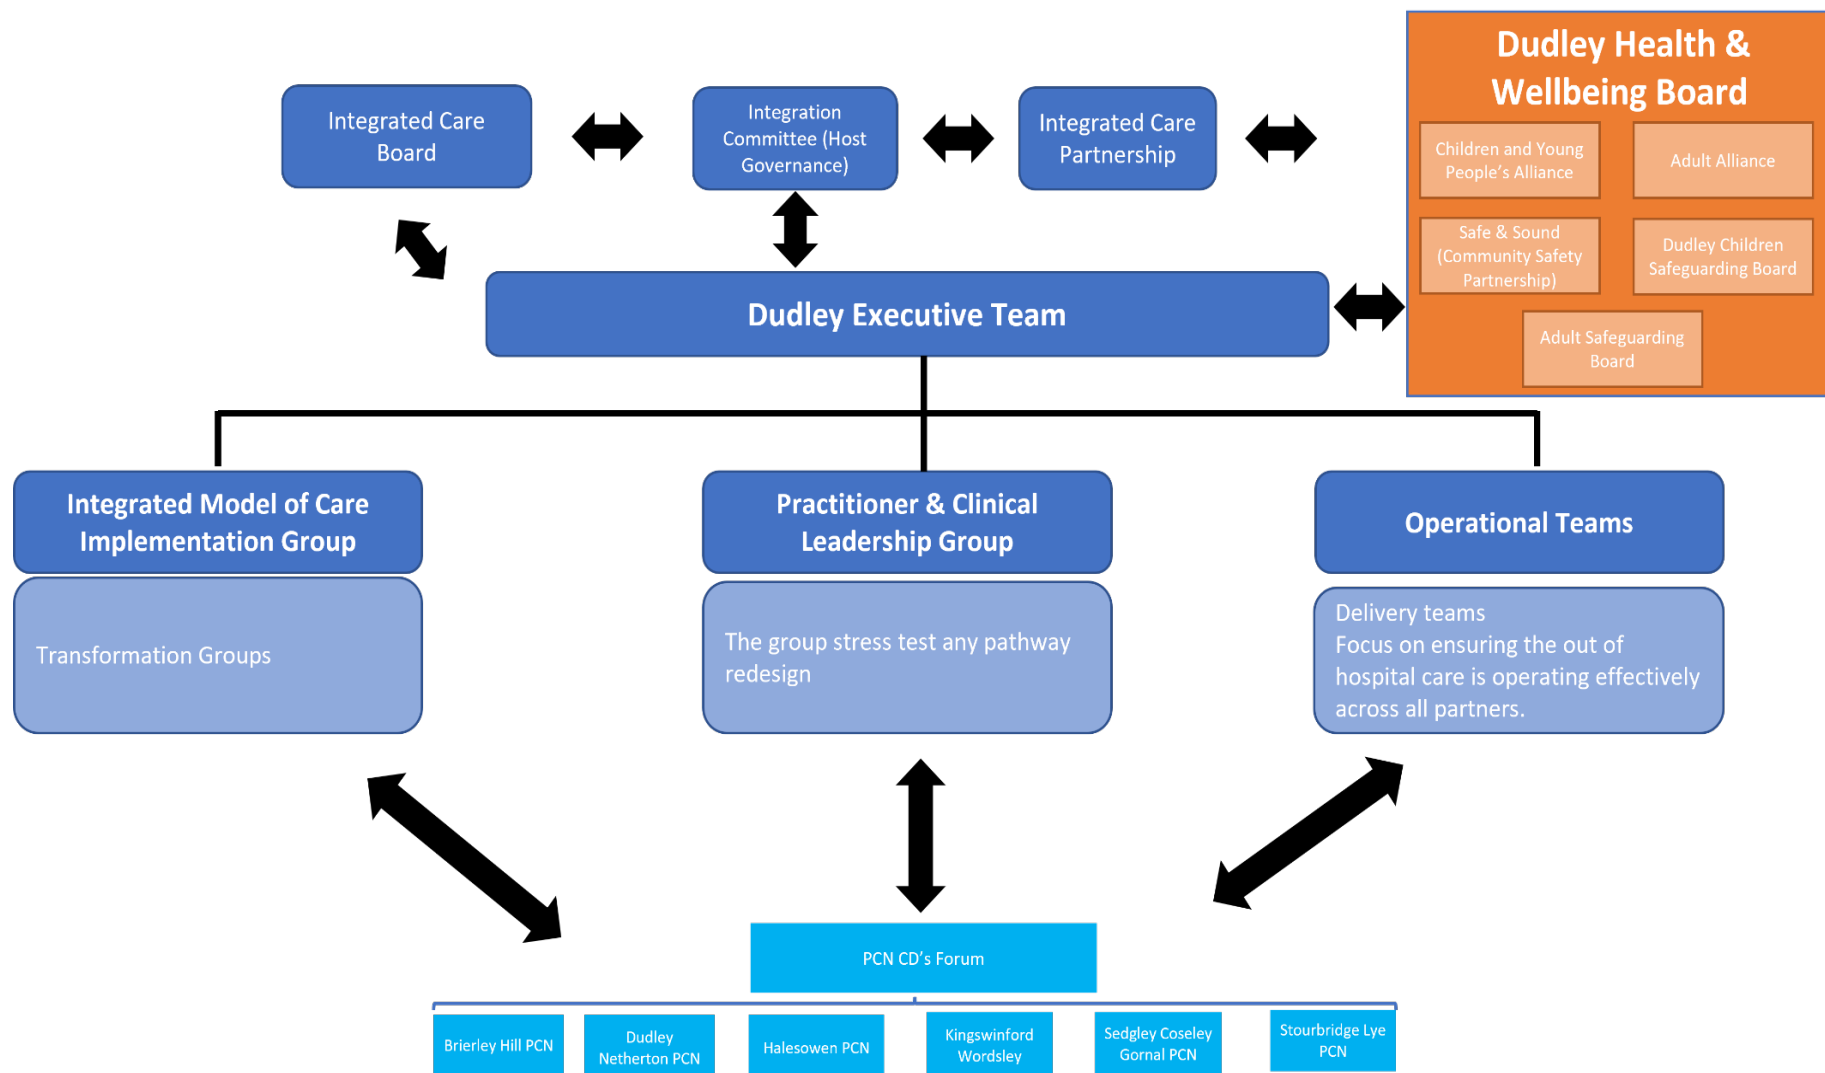 Dudley Health &
Wellbeing Board
Integrated Care
Board
Integration
Committee (Host
Governance)
Integrated Care
Partnership
Children and Young
People's Alliance
Adult Alliance
Safe & Sound
(Community Safety
Partnership)
Dudley Children
Safeguarding Board
Adult Safeguarding
Board
Dudley Executive Team
Integrated Model of Care
Implementation Group
Transformation Groups
Practitioner & Clinical
Leadership Group
The group stress test any pathway
redesign
Operational Teams
Delivery teams
Focus on ensuring the out of
hospital care is operating effectively
across all partners.
PCN CD's Forum
Brierley Hill PCN
Dudley
Netherton PCN
Halesowen PCN
Kingswinford
Wordsley
Sedgley Coseley
Gornal PCN
Stourbridge Lye
PCN